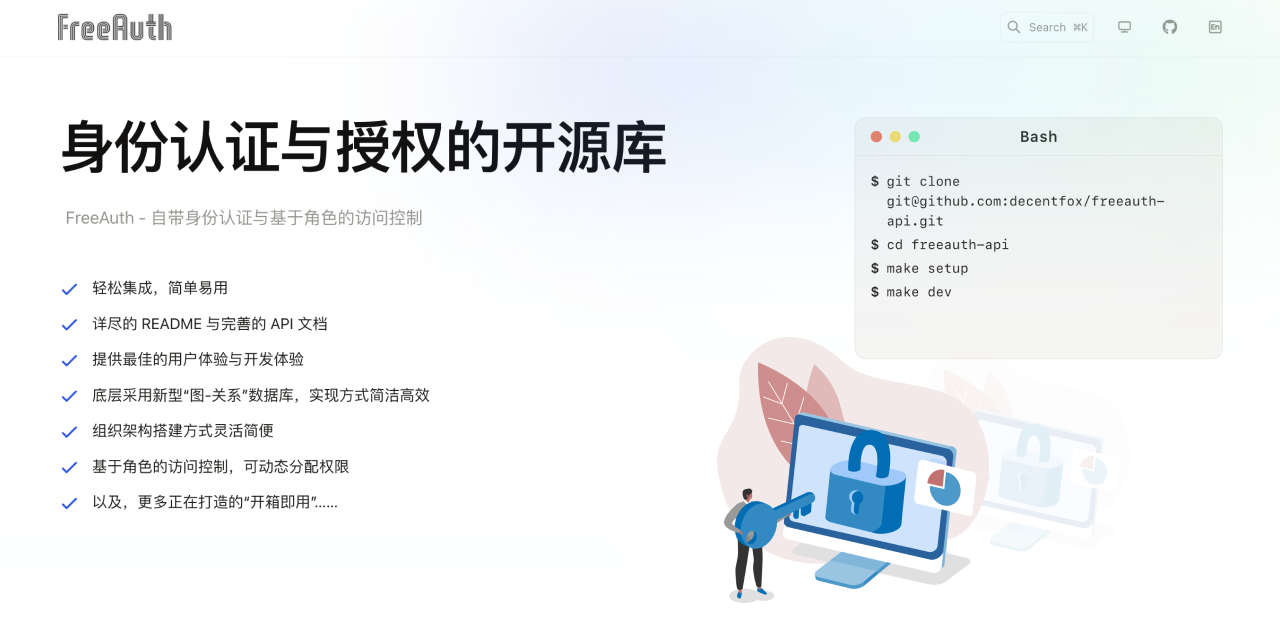 FreeAuth
Search ⌘K
En
身份认证与授权的开源库
FreeAuth - 自带身份认证与基于角色的访问控制
轻松集成，简单易用
详尽的 README 与完善的 API 文档
提供最佳的用户体验与开发体验
底层采用新型“图-关系”数据库，实现方式简洁高效
组织架构搭建方式灵活简便
基于角色的访问控制，可动态分配权限
以及，更多正在打造的“开箱即用”……
Bash
$ git clone
git@github.com:decentfox/freeauth-
api.git
$ cd freeauth-api
$ make setup
$ make dev